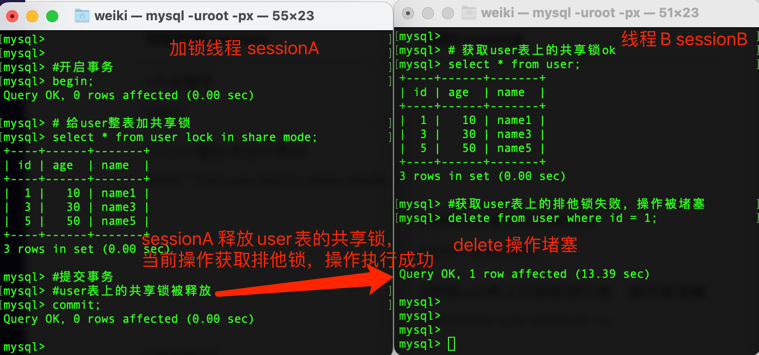 weiki — mysql -uroot -px — 55×23
加锁线程 sessionA
[mysql>
[mysql>
[mysql> #开启事务
[mysql> begin;
Query OK, 0 rows affected (0.00 sec)
[mysql> # 给user整表加共享锁
[mysql> select * from user lock in share mode;
+----+------+-------+
| id | age | name |
+----+------+-------+
| 1 | 10 | name1 |
| 3 | 30 | name3 |
| 5 | 50 | name5 |
+----+------+-------+
3 rows in set (0.00 sec)
sessionA 释放user表的共享锁，
当前操作获取排他锁，操作执行成功
mysql> #提交事务
mysql> #user表上的共享锁被释放
[mysql> commit;
Query OK, 0 rows affected (0.00 sec)
mysql>
weiki — mysql -uroot -px — 51×23
线程B sessionB
[mysql>
[mysql> # 获取user表上的共享锁ok
[mysql> select * from user;
+----+------+-------+
| id | age | name |
+----+------+-------+
| 1 | 10 | name1 |
| 3 | 30 | name3 |
| 5 | 50 | name5 |
+----+------+-------+
3 rows in set (0.00 sec)
[mysql> #获取user表上的排他锁失败，操作被堵塞
[mysql> delete from user where id = 1;
delete操作堵塞
Query OK, 1 row affected (13.39 sec)
mysql>
mysql>
mysql>
mysql>